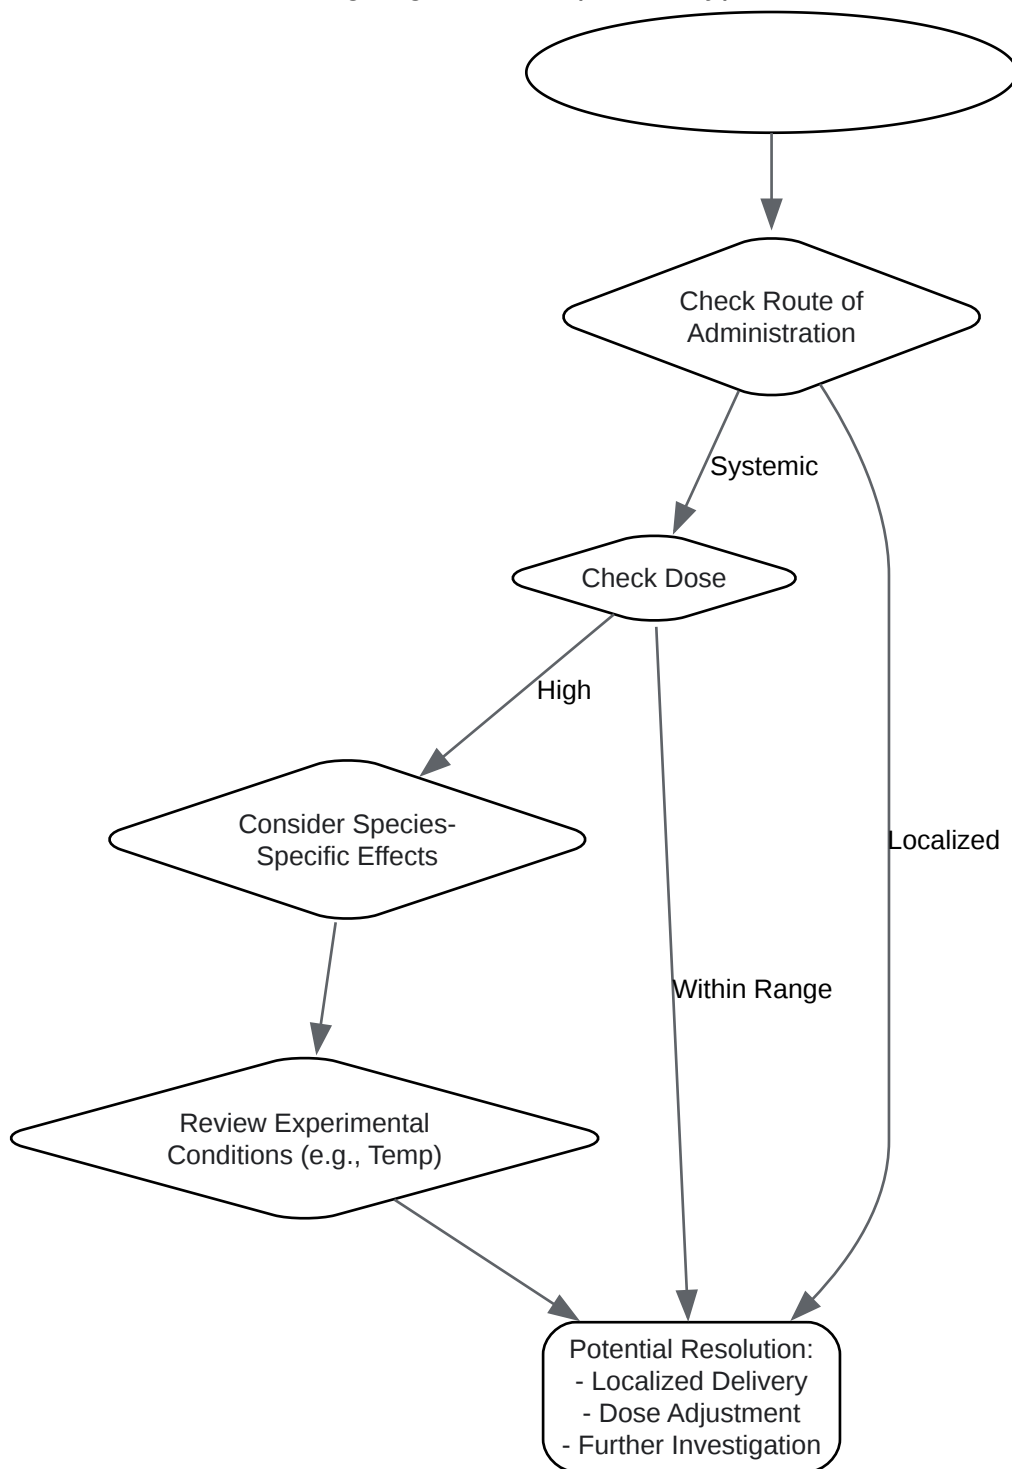 Check Route of
Administration
Systemic
Check Dose
High
Consider Species-
Specific Effects
Localized
Within Range
Review Experimental
Conditions (e.g., Temp)
Potential Resolution:
- Localized Delivery
- Dose Adjustment
- Further Investigation